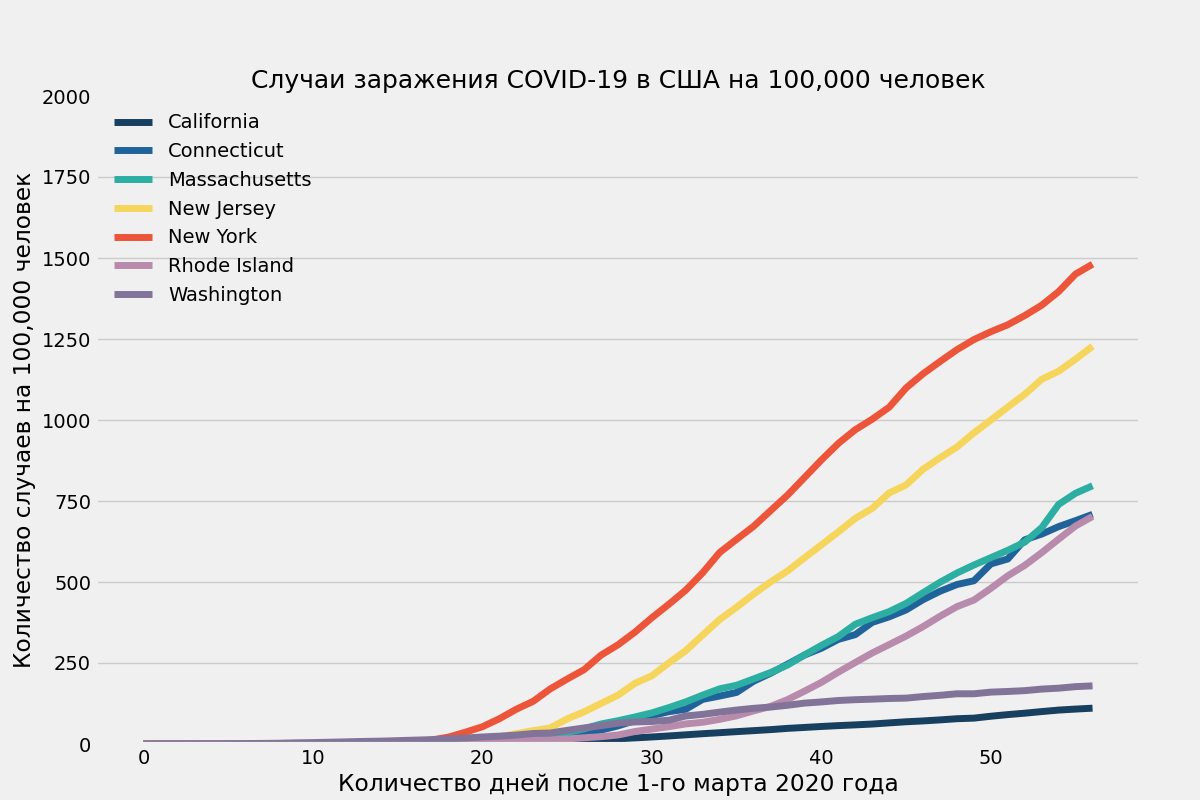 Случаи заражения COVID-19 в США на 100,000 человек
Количество случаев на 100,000 человек
2000
1750
1500
1250
1000
750
500
250
0
California
Connecticut
Massachusetts
New Jersey
New York
Rhode Island
Washington
0 10 20 30 40 50
Количество дней после 1-го марта 2020 года